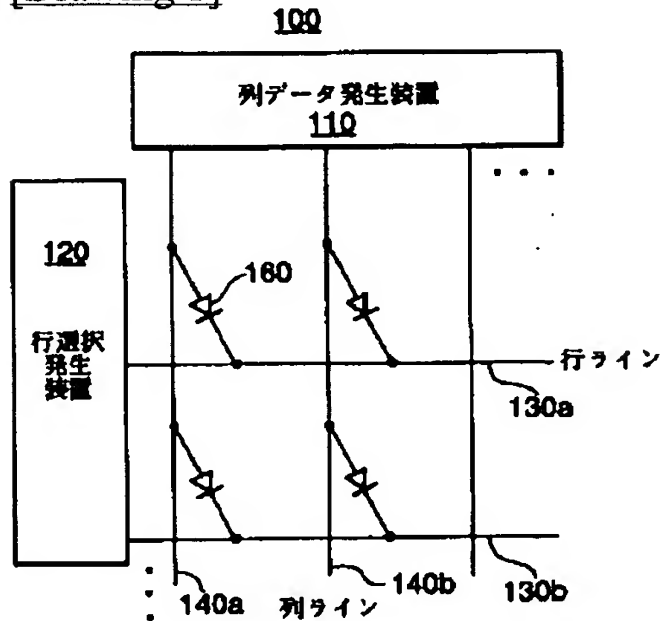 100
列データ発生装置
110
120
行選択
発生
装置
160
行ライン
130a
140a
列ライン
140b
130b